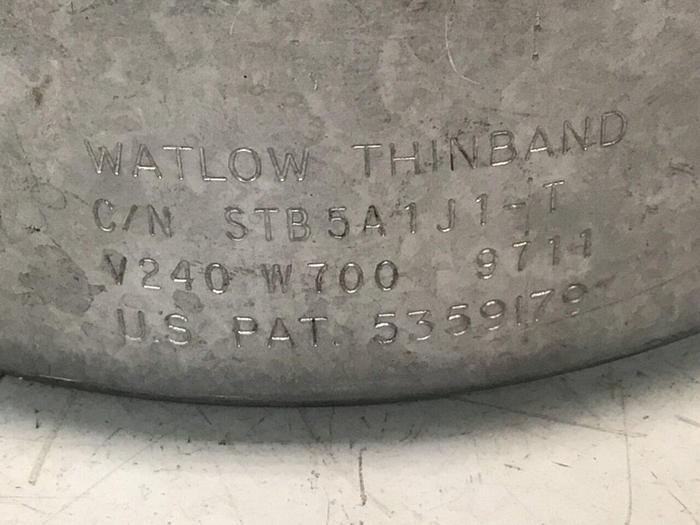 WATLOW THINBAND
C/N STB5A1J1-T
V240 W700 9711
U.S PAT. 5359179